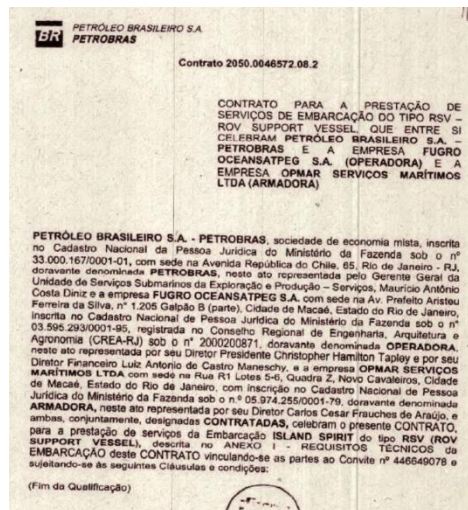 BR PETRÓLEO BRASILEIRO S.A.
PETROBRAS
Contrato 2050.0046572.08.2
CONTRATO PARA A PRESTAÇÃO DE
SERVIÇOS DE EMBARCAÇÃO DO TIPO RSV –
ROV SUPPORT VESSEL, QUE ENTRE SI
CELEBRAM PETRÓLEO BRASILEIRO S.A. –
PETROBRAS E A EMPRESA FUGRO
OCEANSATPEG S.A. (OPERADORA) E A
EMPRESA OPMAR SERVIÇOS MARÍTIMOS
LTDA (ARMADORA)
PETRÓLEO BRASILEIRO S.A. - PETROBRAS, sociedade de economia mista, inscrita
no Cadastro Nacional da Pessoa Jurídica do Ministério da Fazenda sob o nº
33.000.167/0001-01, com sede na Avenida República do Chile, 65, Rio de Janeiro - RJ,
doravante denominada PETROBRAS, neste ato representada pelo Gerente Geral da
Unidade de Serviços Submarinos da Exploração e Produção – Serviços, Maurício Antônio
Costa Diniz e a empresa FUGRO OCEANSATPEG S.A. com sede na Av. Prefeito Aristeu
Ferreira da Silva, n° 1.205 Galpão B (parte), Cidade de Macaé, Estado do Rio de Janeiro,
inscrita no Cadastro Nacional de Pessoa Jurídica do Ministério da Fazenda sob o nº
03.595.293/0001-95, registrada no Conselho Regional de Engenharia, Arquitetura e
Agronomia (CREA-RJ) sob o n° 2000200871, doravante denominada OPERADORA,
neste ato representada por seu Diretor Presidente Christopher Hamilton Tapley e por seu
Diretor Financeiro Luiz Antonio de Castro Maneschy, e a empresa OPMAR SERVIÇOS
MARÍTIMOS LTDA com sede na Rua R1 Lotes 5-6, Quadra Z, Novo Cavaleiros, Cidade
de Macaé, Estado do Rio de Janeiro, com inscrição no Cadastro Nacional de Pessoa
Jurídica do Ministério da Fazenda sob o n.º 05.974.255/0001-79, doravante denominada
ARMADORA, neste ato representada por seu Diretor Carlos Cesar Frauches de Araújo, e
ambas, conjuntamente, designadas CONTRATADAS, celebram o presente CONTRATO,
para a prestação de serviços da Embarcação ISLAND SPIRIT do tipo RSV (ROV
SUPPORT VESSEL), descrita no ANEXO I - REQUISITOS TÉCNICOS da
EMBARCAÇÃO deste CONTRATO vinculando-se as partes ao Convite nº 446649078 e
sujeitando-se às seguintes Cláusulas e condições:
(Fim da Qualificação)